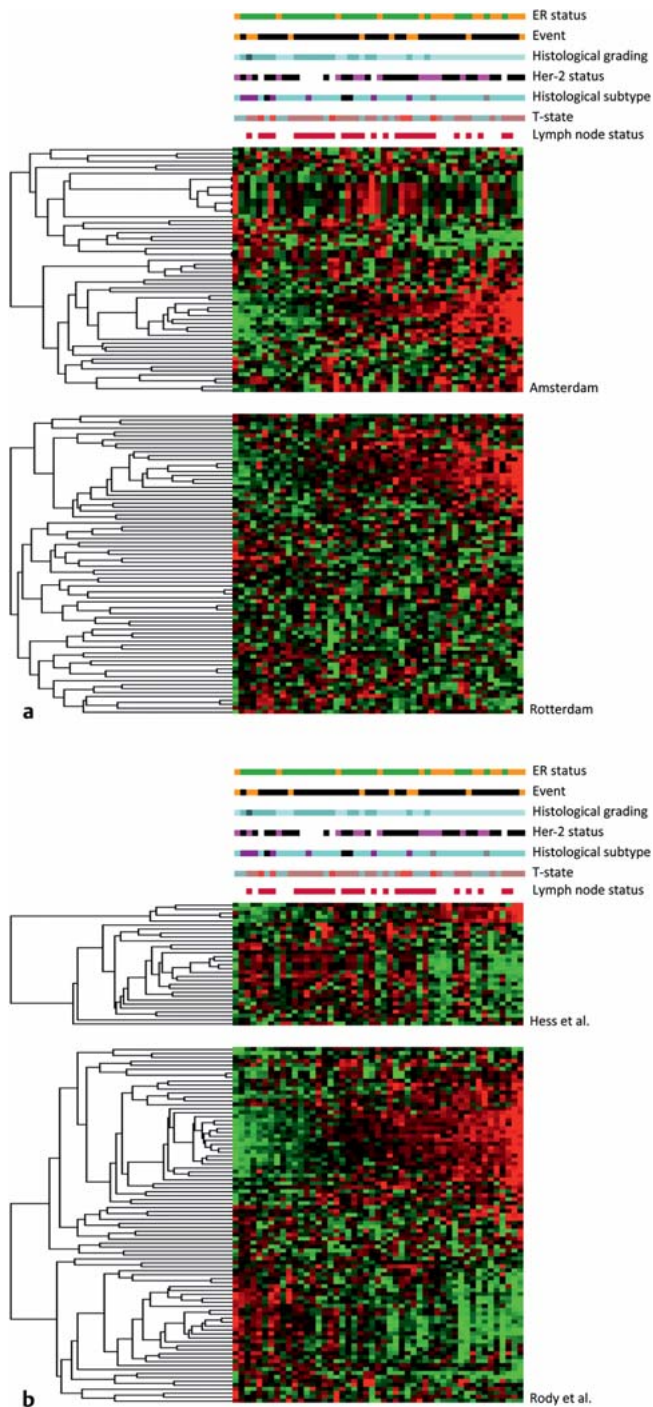 ER status
Event
Histological grading
Her-2 status
Histological subtype
T-state
Lymph node status
Amsterdam
a
Rotterdam
ER status
Event
Histological grading
Her-2 status
Histological subtype
T-state
Lymph node status
Hess et al.
b
Rody et al.